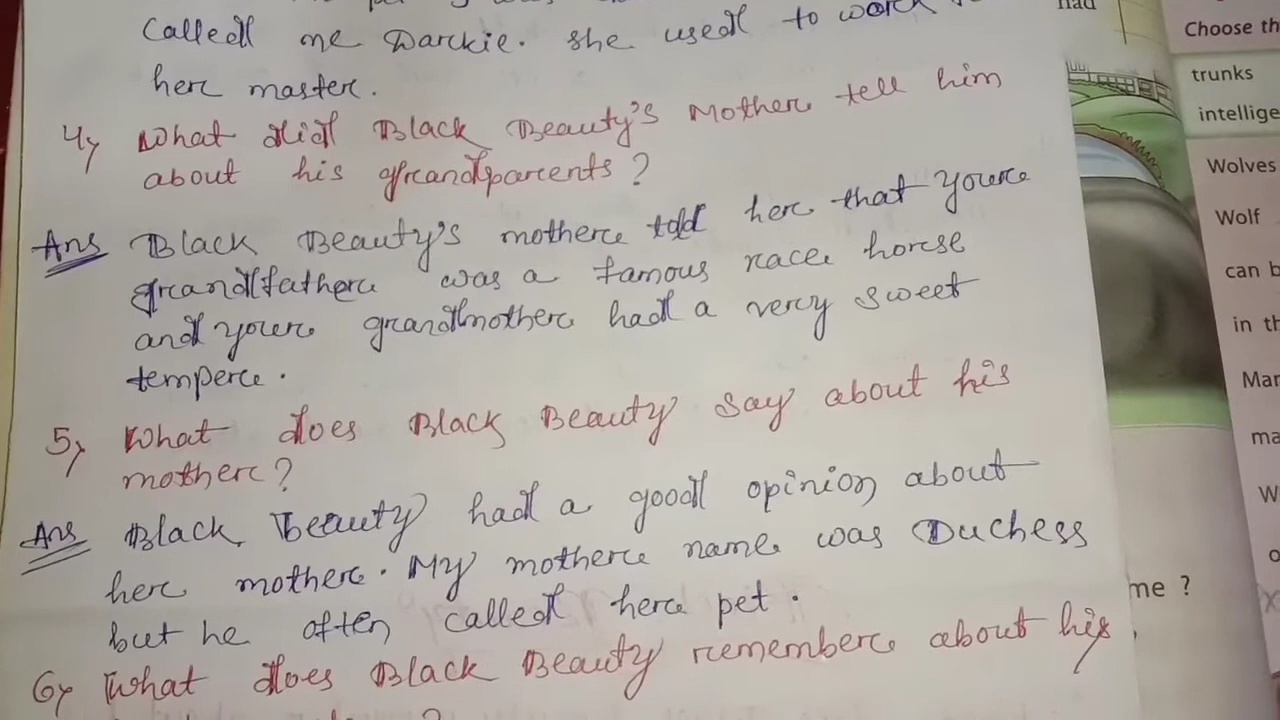 called me Darckie. she used to work
her master.
4) What did Black Beauty's Mother tell him
about his grandparents?
Ans Black Beauty's mother told her that your
grandfather was a famous race horse
and your grandmother had a very sweet
temper.
5) What does Black Beauty say about his
mother?
Ans Black Beauty had a good opinion about
her mother. My mother name was Duchess
but he often called her pet.
6) What does Black Beauty remember about his
had
Choose th
trunks
intellige
Wolves
Wolf
can b
in th
Mar
ma
W
o
me ?